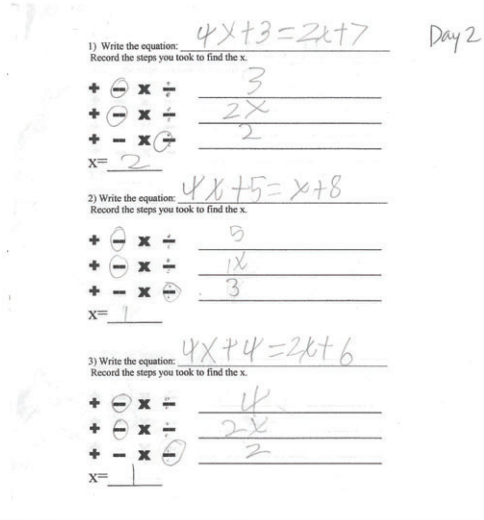 Day 2
1) Write the equation: 4x+3=2x+7
Record the steps you took to find the x.
+ - x ÷ 3
+ - x ÷ 2x
+ - x ÷ 2
x= 2
2) Write the equation: 4x+5=x+8
Record the steps you took to find the x.
+ - x ÷ 5
+ - x ÷ 1x
+ - x ÷ 3
x= 1
3) Write the equation: 4x+4=2x+6
Record the steps you took to find the x.
+ - x ÷ 4
+ - x ÷ 2x
+ - x ÷ 2
x= 1